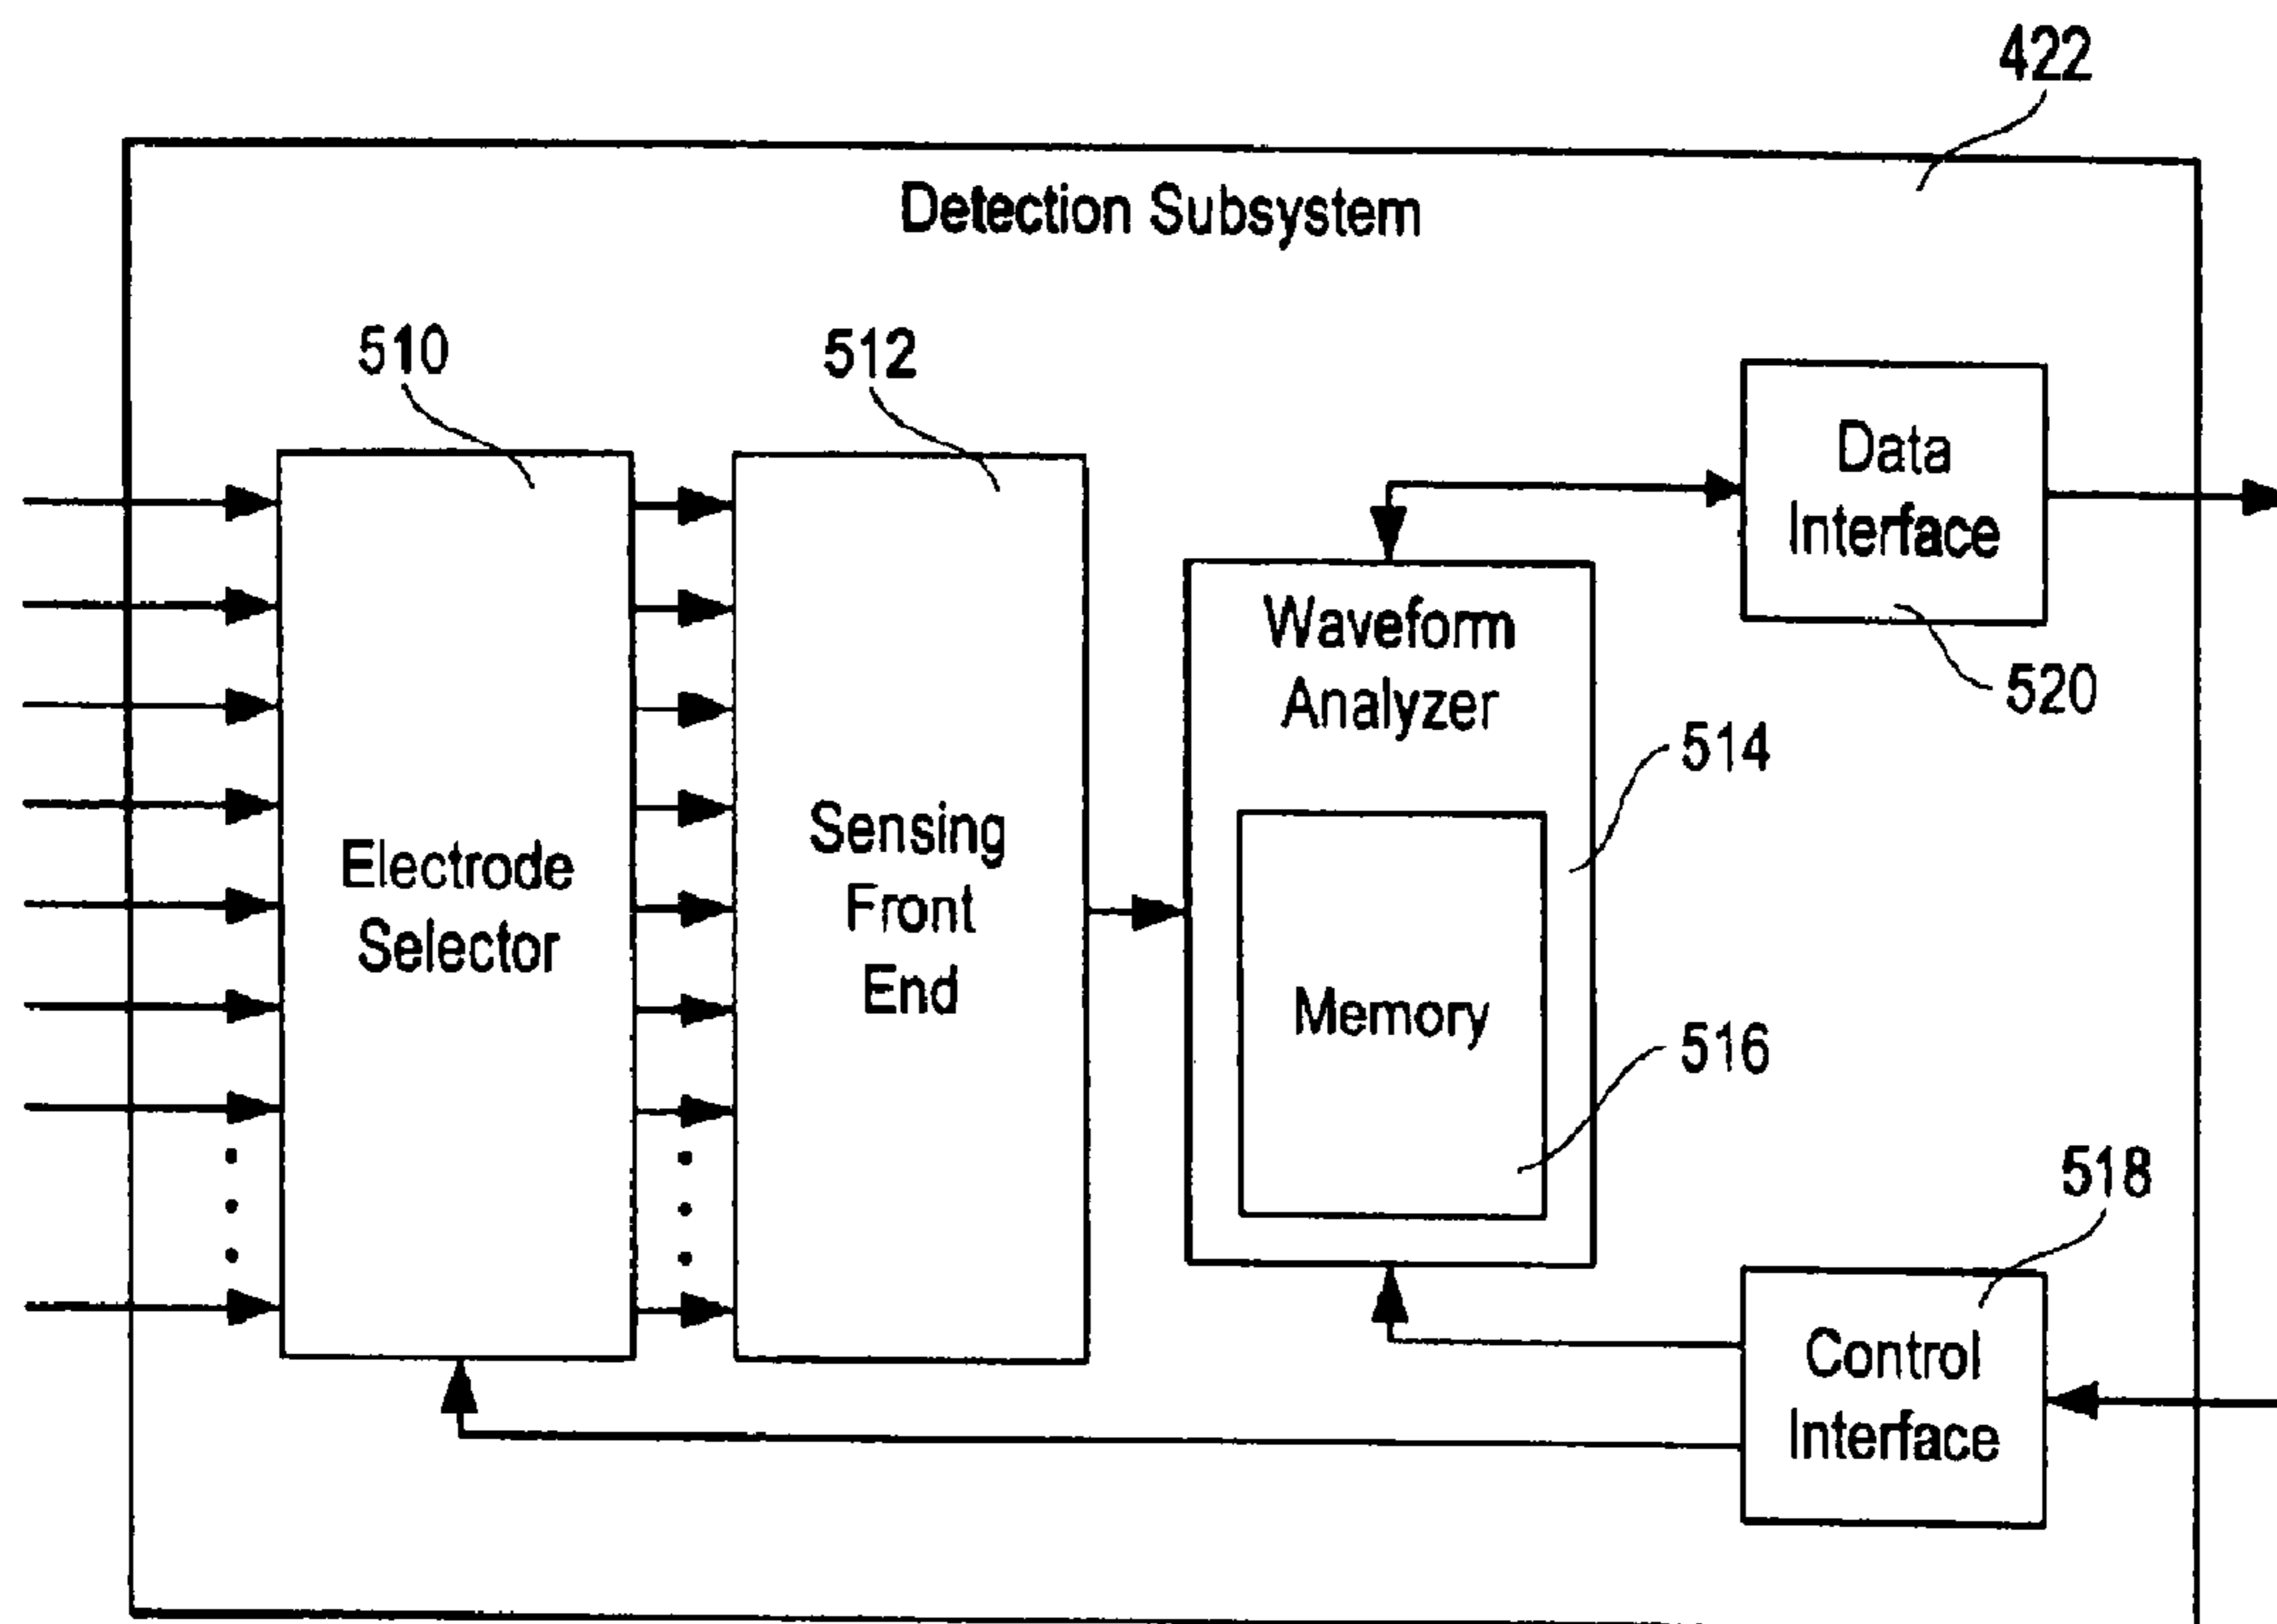 422
Detection Subsystem
510
512
Data
Interface
520
Waveform
Analyzer
514
Electrode
Selector
Sensing
Front
End
Memory
516
518
Control
Interface